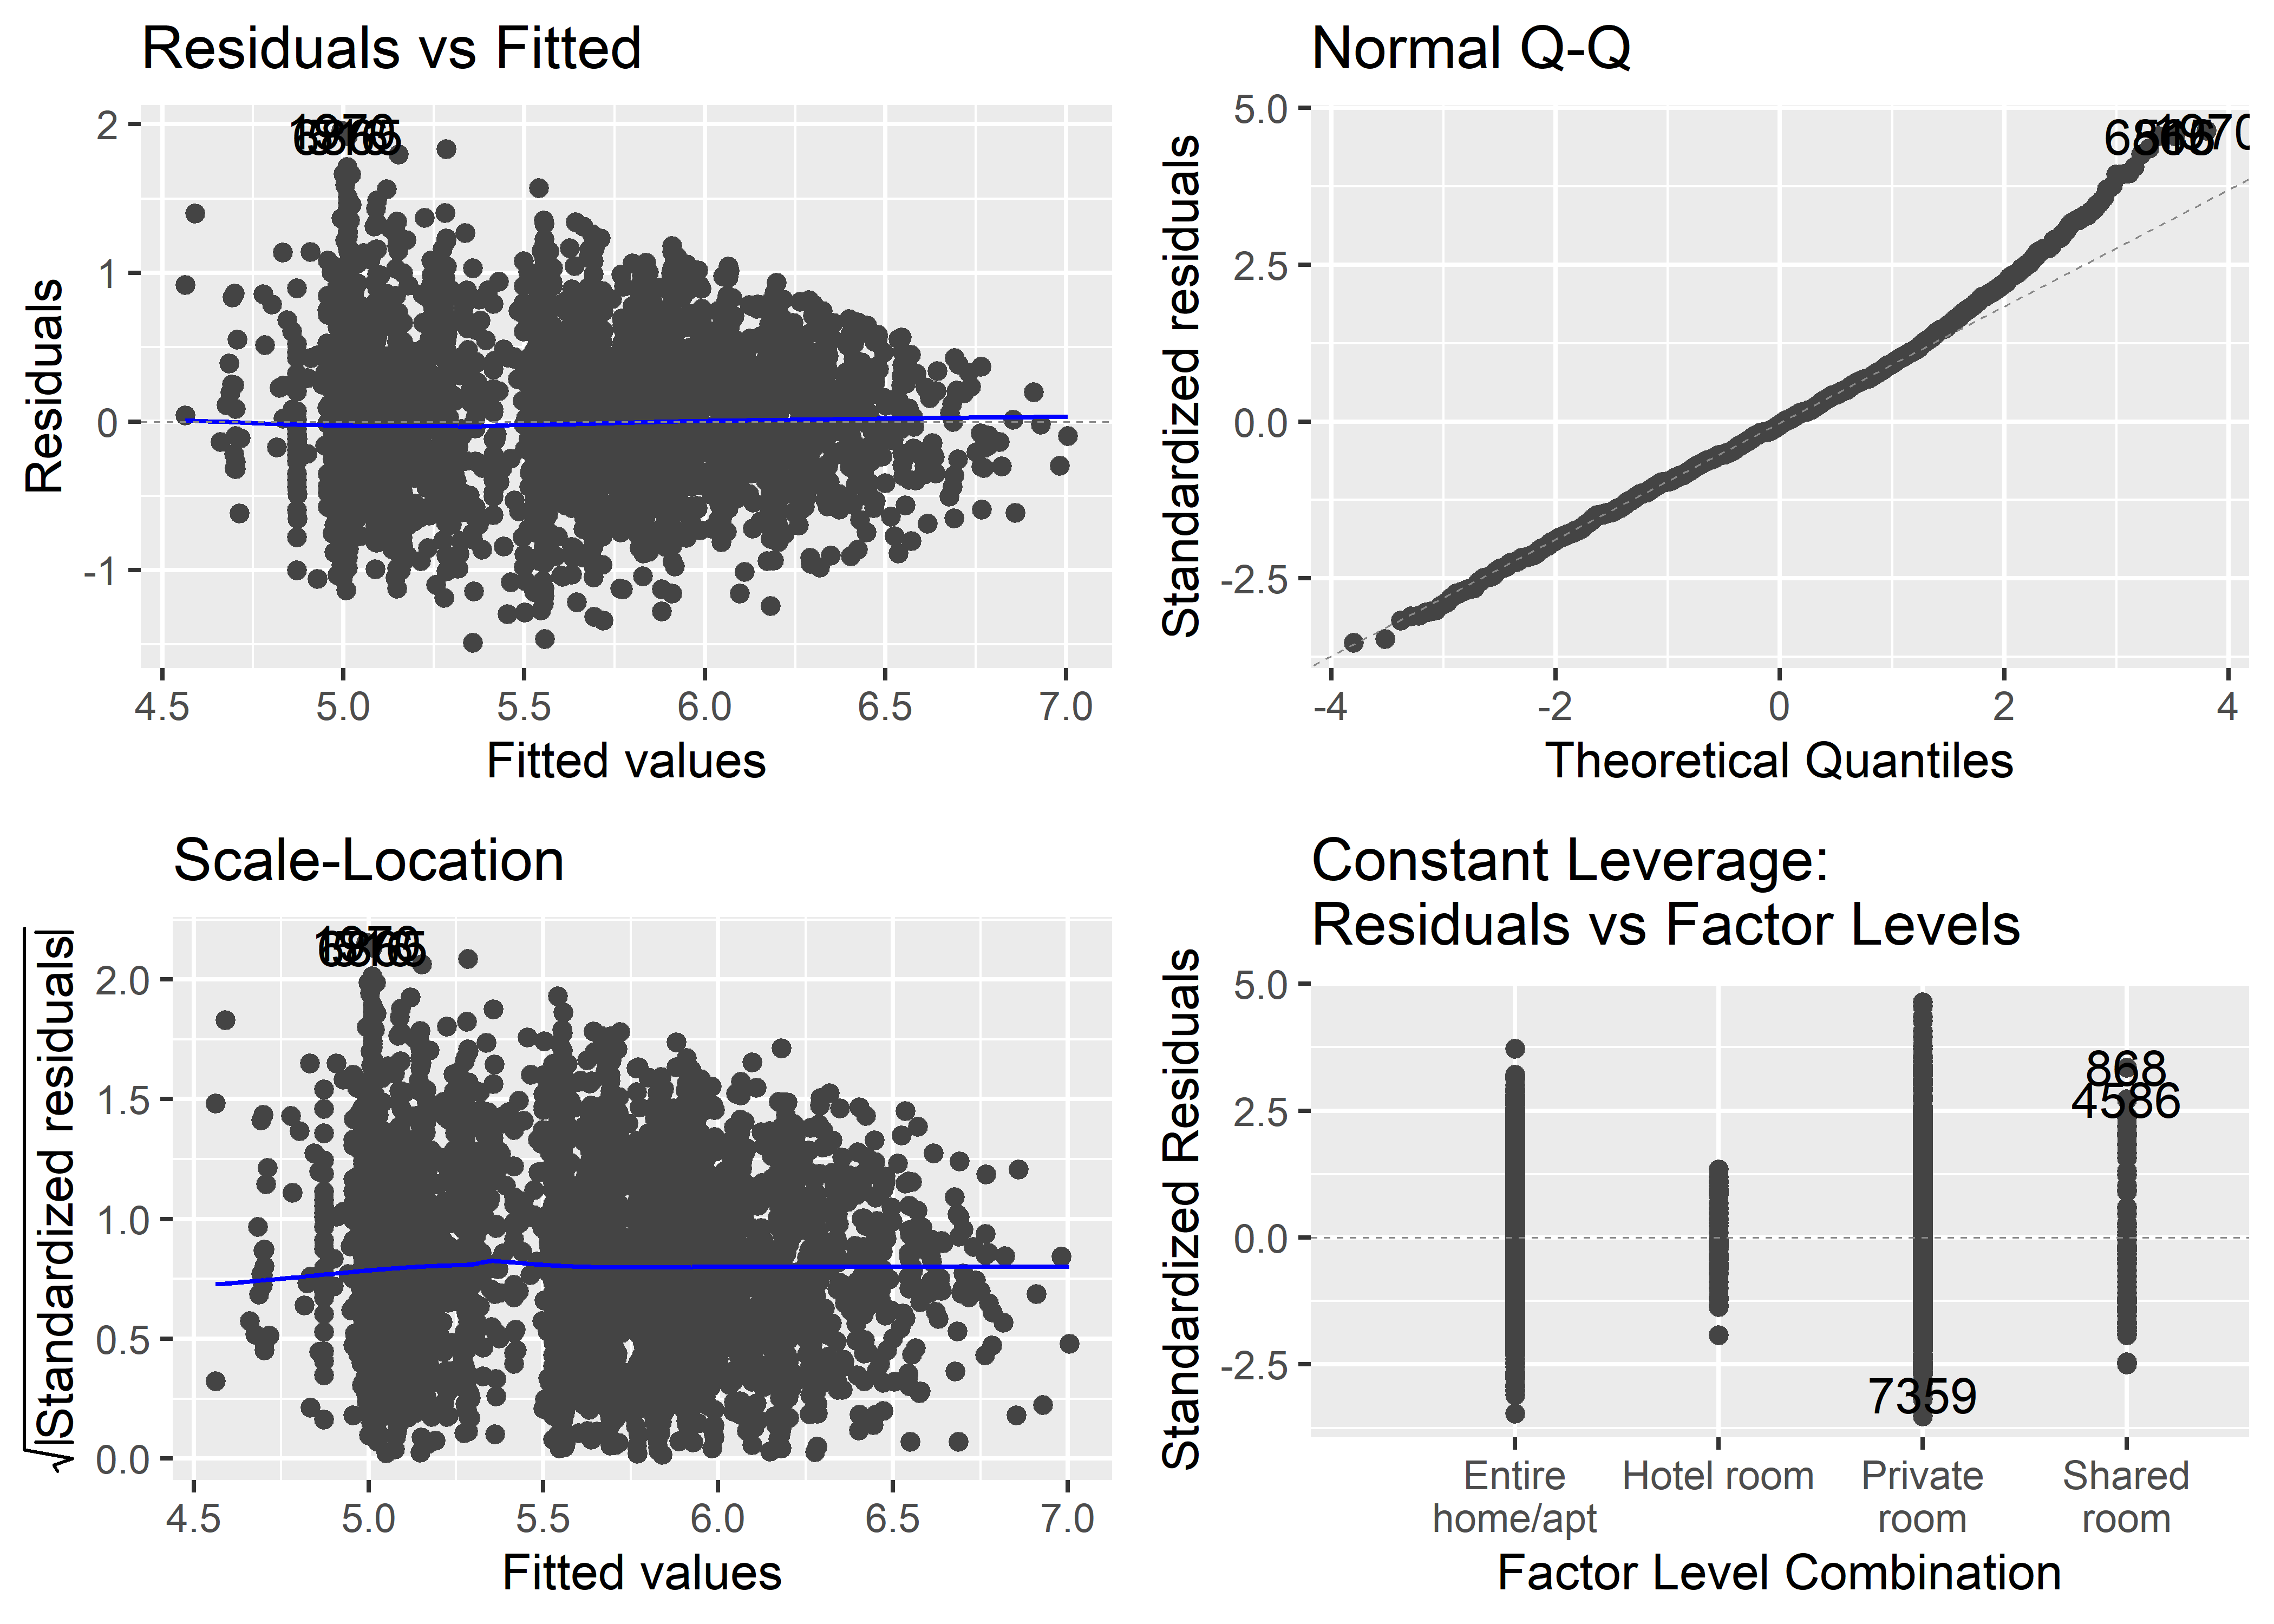 Residuals vs Fitted
2
1
0
-1
Residuals
4.5 5.0 5.5 6.0 6.5 7.0
Fitted values
Normal Q-Q
1970
5.0
2.5
0.0
-2.5
Standardized residuals
-4 -2 0 2 4
Theoretical Quantiles
Scale-Location
2.0
1.5
1.0
0.5
0.0
√|Standardized residuals|
4.5 5.0 5.5 6.0 6.5 7.0
Fitted values
Constant Leverage:
Residuals vs Factor Levels
5.0
2.5
0.0
-2.5
Standardized Residuals
868
4586
7359
Entire home/apt
Hotel room
Private room
Shared room
Factor Level Combination